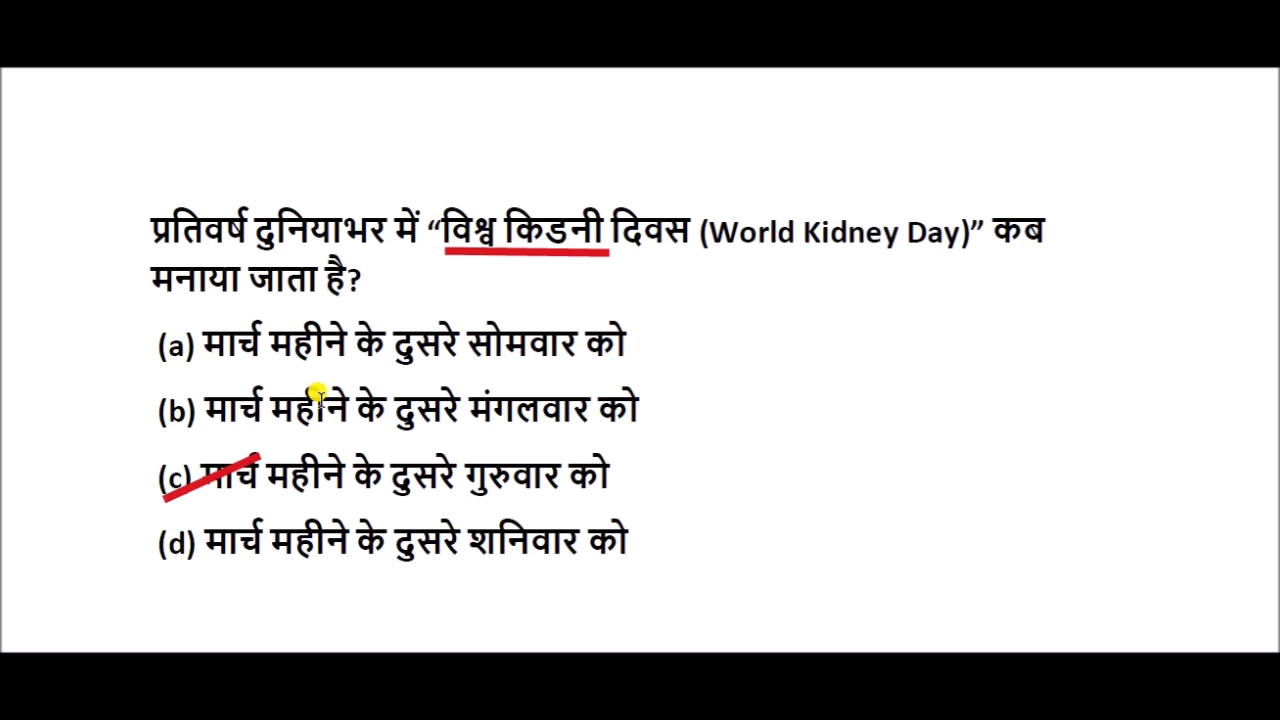 प्रतिवर्ष दुनियाभर में “विश्व किडनी दिवस (World Kidney Day)” कब
मनाया जाता है?
(a) मार्च महीने के दुसरे सोमवार को
(b) मार्च महीने के दुसरे मंगलवार को
(c) मार्च महीने के दुसरे गुरुवार को
(d) मार्च महीने के दुसरे शनिवार को